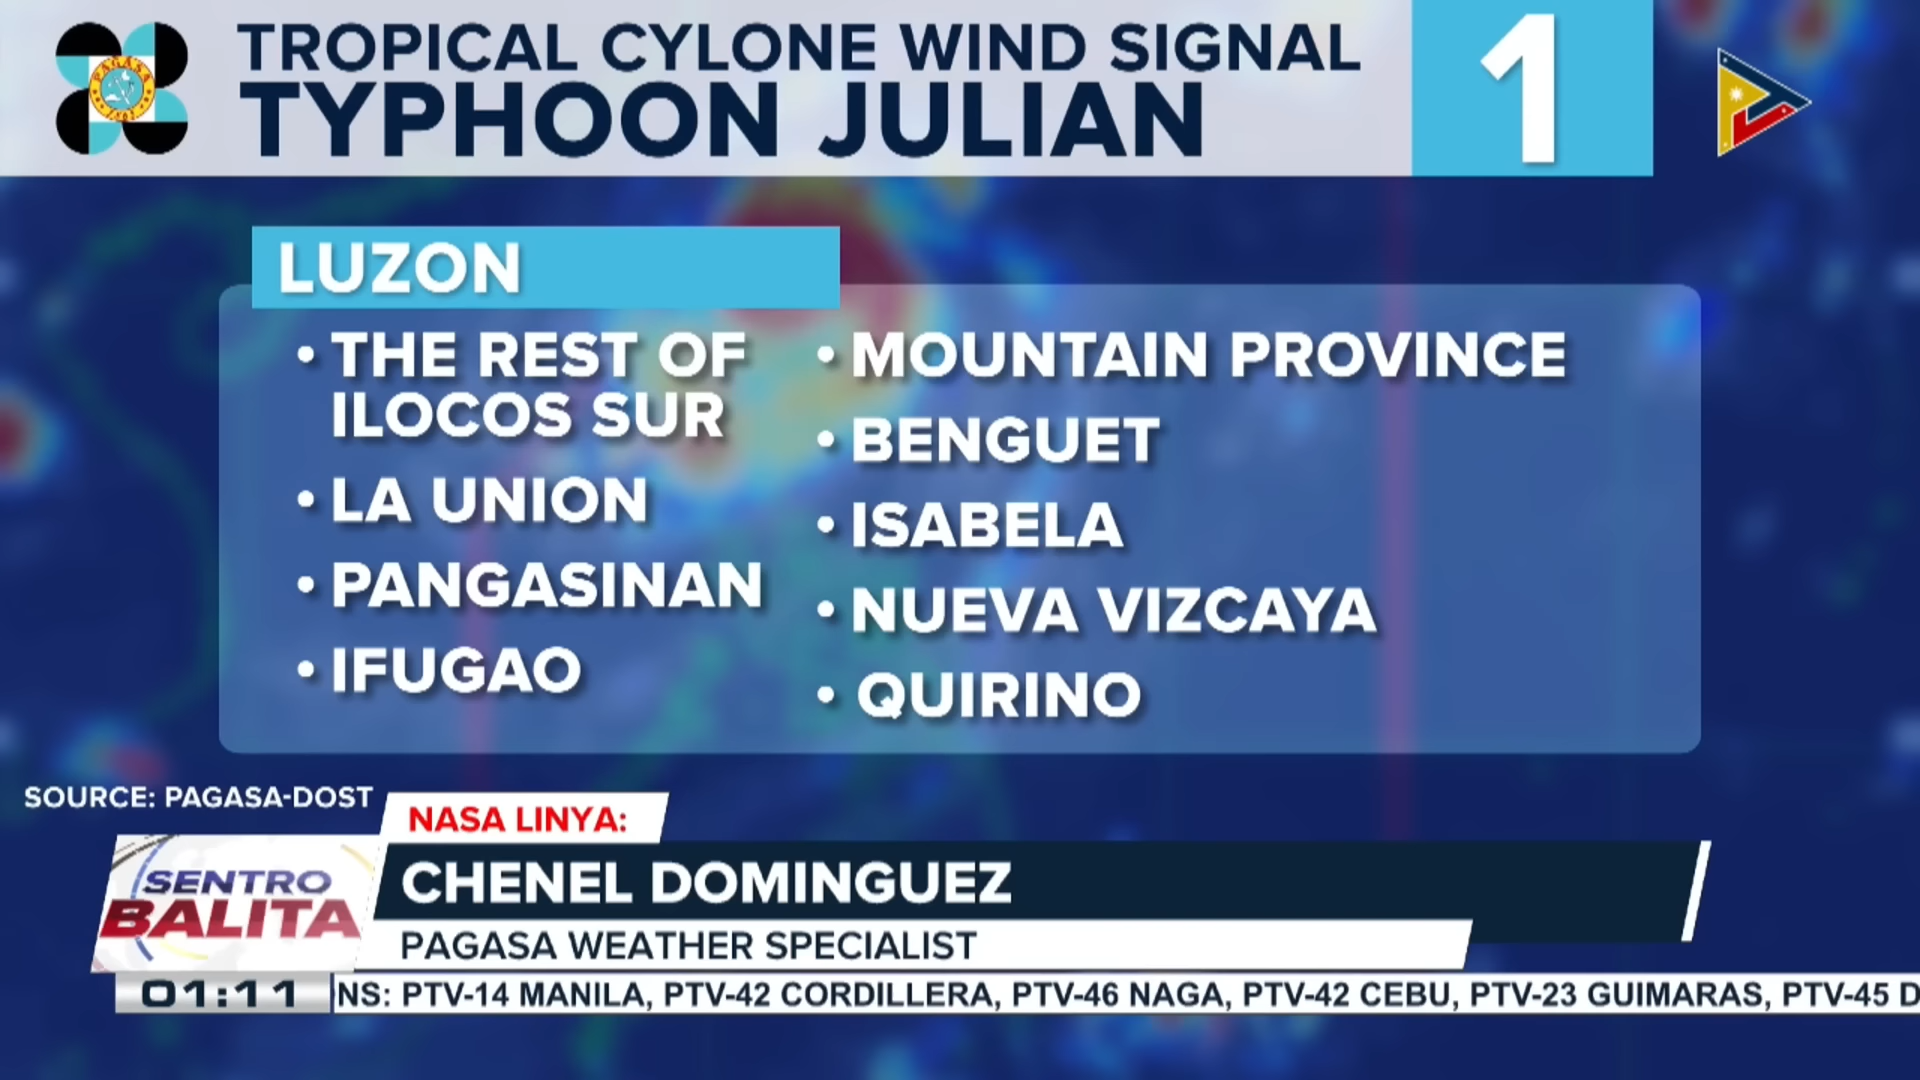 TROPICAL CYLONE WIND SIGNAL
TYPHOON JULIAN
1
PAGASA
LUZON
• THE REST OF
ILOCOS SUR
• LA UNION
• PANGASINAN
• IFUGAO
• MOUNTAIN PROVINCE
• BENGUET
• ISABELA
• NUEVA VIZCAYA
• QUIRINO
SOURCE: PAGASA-DOST
NASA LINYA:
CHENEL DOMINGUEZ
PAGASA WEATHER SPECIALIST
SENTRO
BALITA
01:11
NS: PTV-14 MANILA, PTV-42 CORDILLERA, PTV-46 NAGA, PTV-42 CEBU, PTV-23 GUIMARAS, PTV-45 D